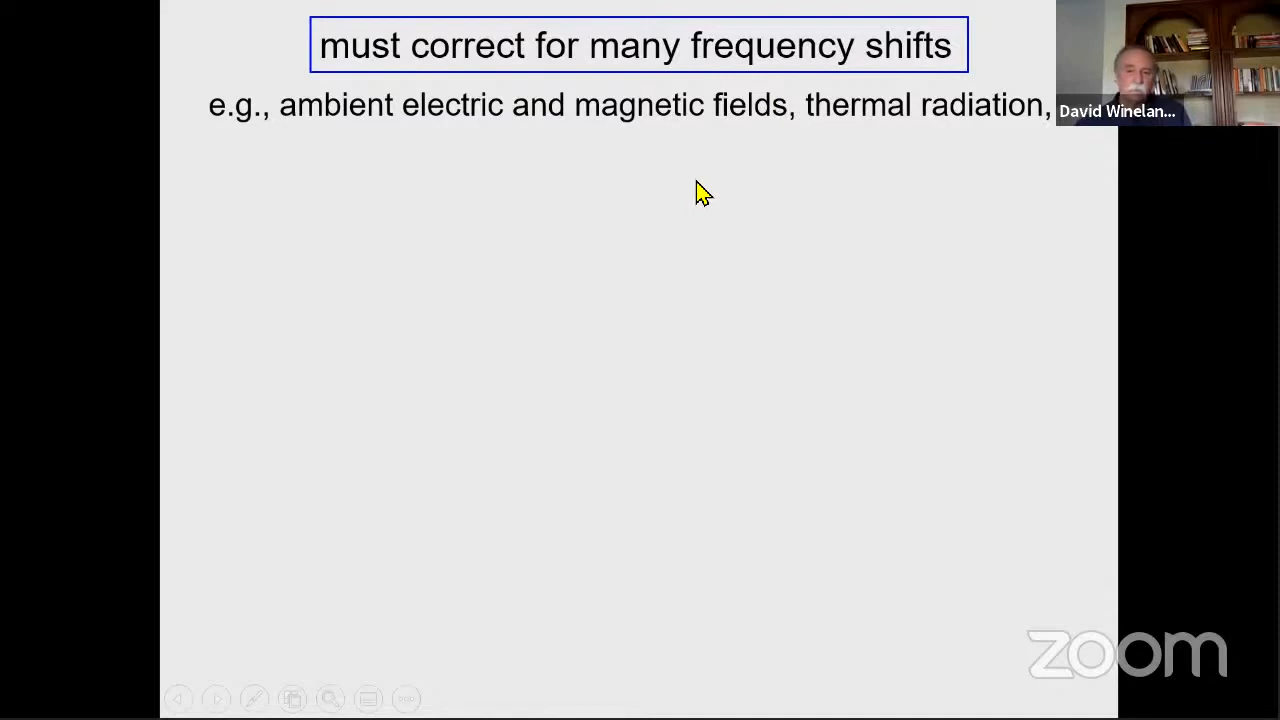 must correct for many frequency shifts
e.g., ambient electric and magnetic fields, thermal radiation,
David Winelan...
zoom